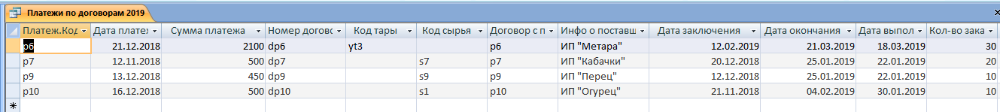 Платежи по договорам 2019
Платеж.Код Дата платеж Сумма платежа Номер догово Код тары Код сырья Договор с п Инфо о поставш Дата заключения Дата окончания Дата выпол Кол-во зака
p6 21.12.2018 2100 dp6 yt3 p6 ИП "Метара" 12.02.2019 21.03.2019 18.03.2019 30
p7 12.11.2018 500 dp7 s7 p7 ИП "Кабачки" 20.12.2018 25.01.2019 22.01.2019 20
p9 13.12.2018 450 dp9 s9 p9 ИП "Перец" 12.12.2018 25.01.2019 22.01.2019 10
p10 16.12.2018 500 dp10 s1 p10 ИП "Огурец" 21.11.2018 04.02.2019 30.01.2019 10